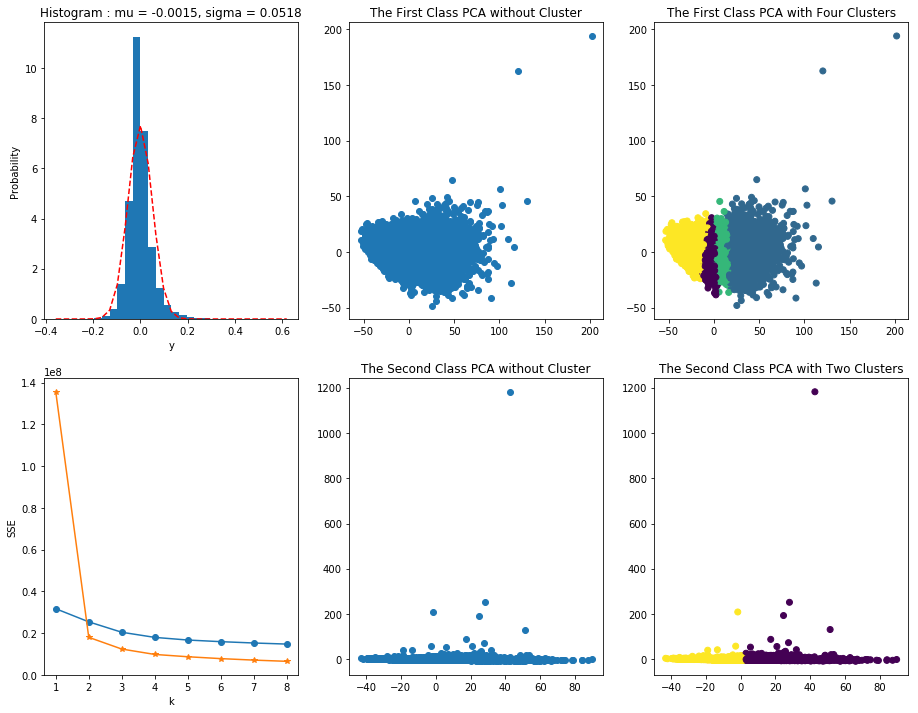 Histogram : mu = -0.0015, sigma = 0.0518
10
8
6
4
2
0
Probability
−0.4 −0.2 0.0 0.2 0.4 0.6
y
The First Class PCA without Cluster
200
150
100
50
0
−50
−50 0 50 100 150 200
The First Class PCA with Four Clusters
200
150
100
50
0
−50
−50 0 50 100 150 200
1e8
1.4
1.2
1.0
0.8
0.6
0.4
0.2
0.0
SSE
1 2 3 4 5 6 7 8
k
The Second Class PCA without Cluster
1200
1000
800
600
400
200
0
−40 −20 0 20 40 60 80
The Second Class PCA with Two Clusters
1200
1000
800
600
400
200
0
−40 −20 0 20 40 60 80